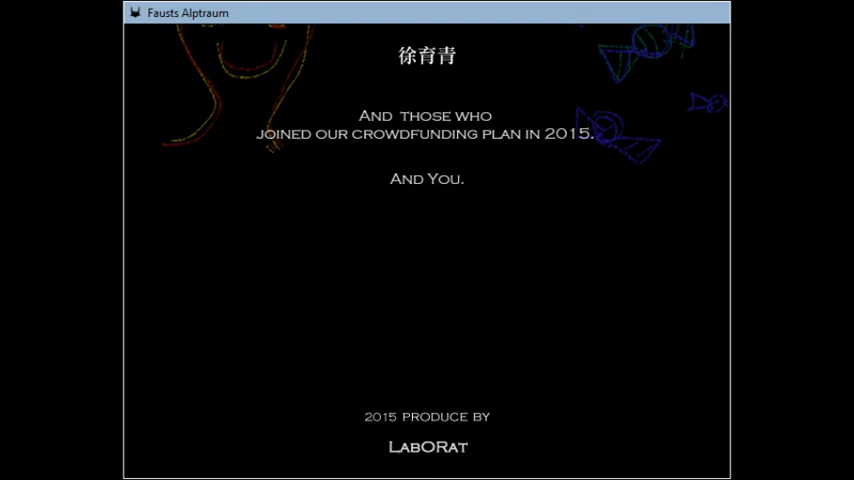 Fausts Alptraum
徐育青
AND THOSE WHO
JOINED OUR CROWDFUNDING PLAN IN 2015.
AND YOU.
2015 PRODUCE BY
LABORAT